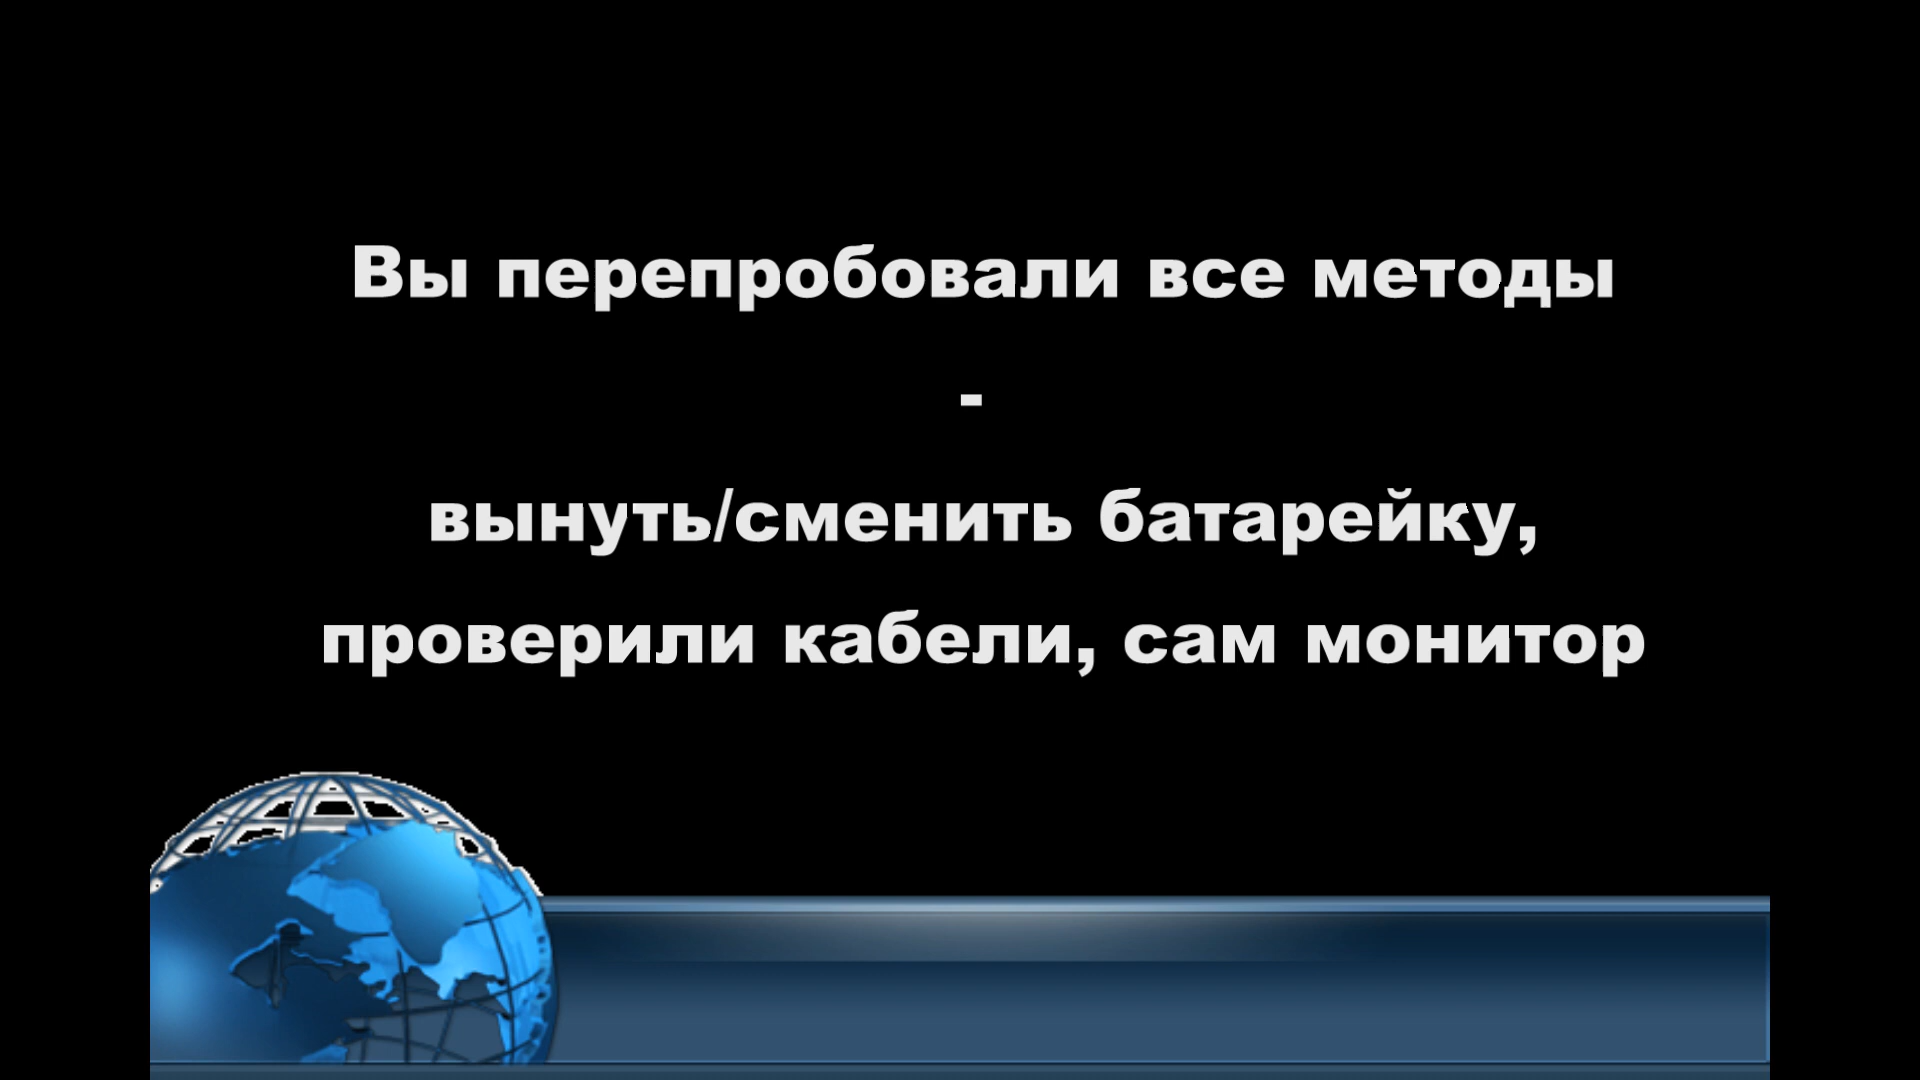 Вы перепробовали все методы
-
вынуть/сменить батарейку,
проверили кабели, сам монитор